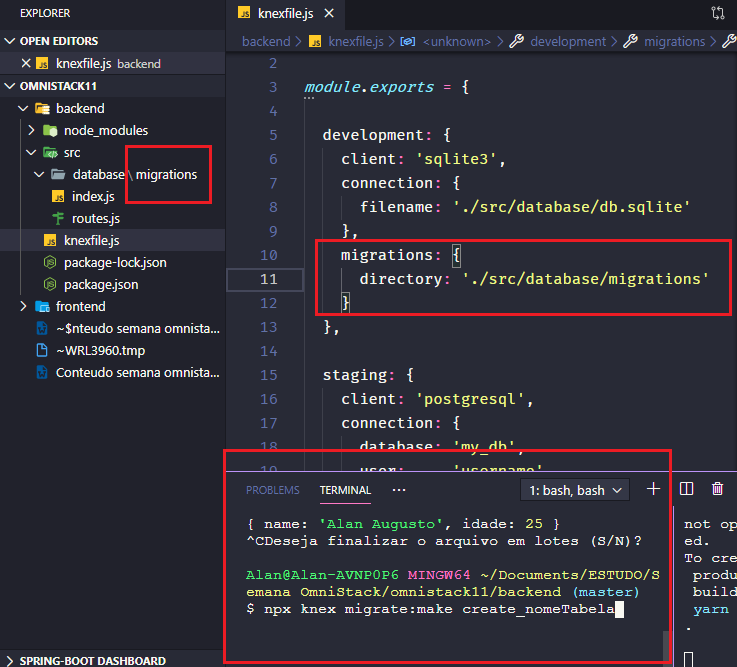 EXPLORER
OPEN EDITORS
knexfile.js backend
OMNISTACK11
backend
node_modules
src
database \ migrations
index.js
routes.js
knexfile.js
package-lock.json
package.json
frontend
~$nteudo semana omnista...
~WRL3960.tmp
Conteudo semana omnista...
SPRING-BOOT DASHBOARD
knexfile.js
backend > knexfile.js > <unknown> > development > migrations >
2
3 module.exports = {
4
5 development: {
6 client: 'sqlite3',
7 connection: {
8 filename: './src/database/db.sqlite'
9 },
10 migrations: {
11 directory: './src/database/migrations'
12 }
13 },
14
15 staging: {
16 client: 'postgresql',
17 connection: {
18 database: 'my_db',
19 user: 'username'
PROBLEMS TERMINAL ... 1: bash, bash
{ name: 'Alan Augusto', idade: 25 }
^CDeseja finalizar o arquivo em lotes (S/N)?
Alan@Alan-AVNP0P6 MINGW64 ~/Documents/ESTUDO/S
emana OmniStack/omnistack11/backend (master)
$ npx knex migrate:make create_nomeTabela
not op
ed.
To cre
produ
build
yarn
.